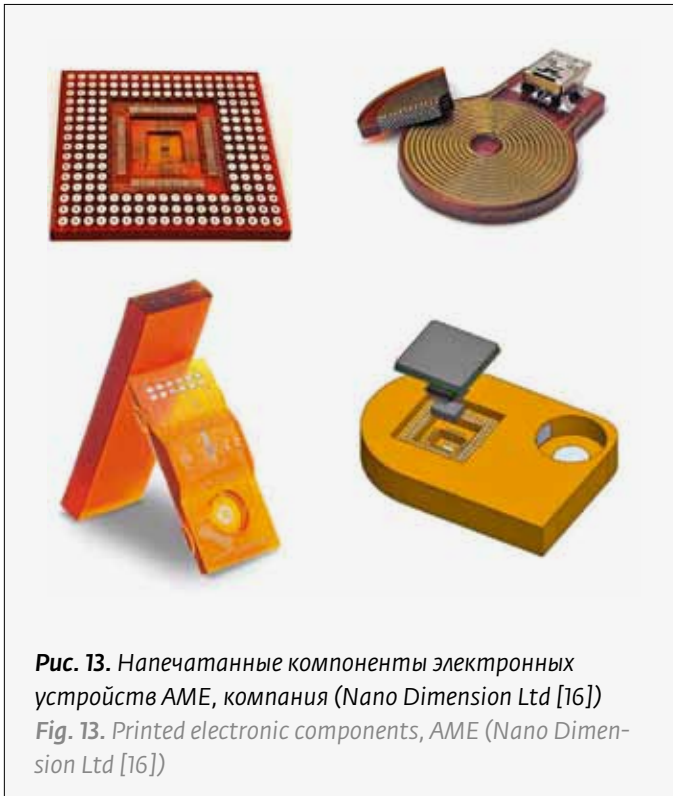 Рис. 13. Напечатанные компоненты электронных
устройств AME, компания (Nano Dimension Ltd [16])
Fig. 13. Printed electronic components, AME (Nano Dimen-
sion Ltd [16])